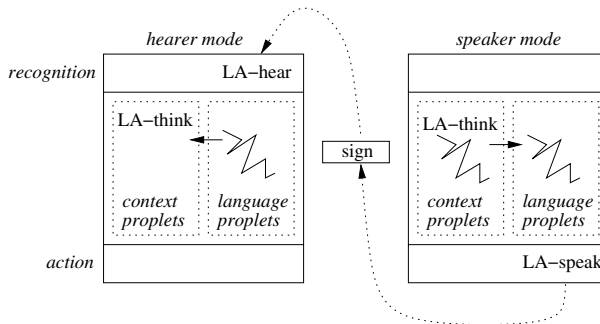 hearer mode
speaker mode
recognition
LA−hear
LA−think
LA−think
sign
context
proplets
language
proplets
context
proplets
language
proplets
action
LA−speak